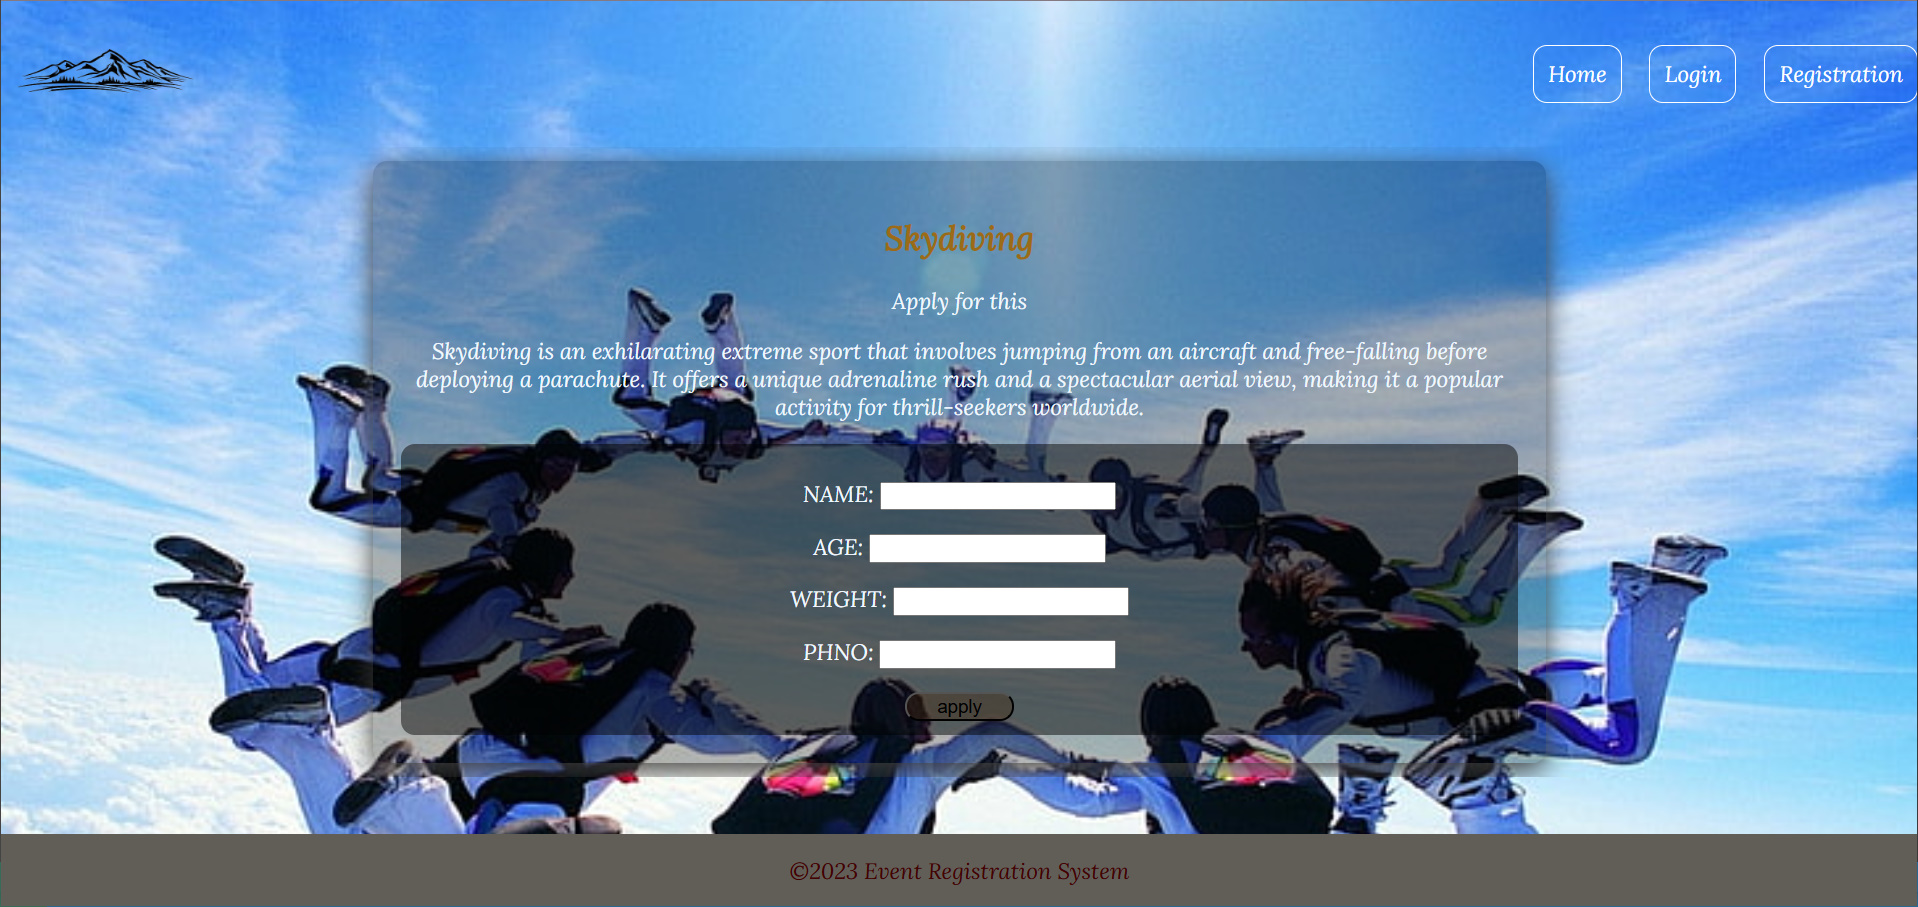 Home
Login
Registration
Skydiving
Apply for this
Skydiving is an exhilarating extreme sport that involves jumping from an aircraft and free-falling before
deploying a parachute. It offers a unique adrenaline rush and a spectacular aerial view, making it a popular
activity for thrill-seekers worldwide.
NAME:
AGE:
WEIGHT:
PHNO:
apply
©2023 Event Registration System